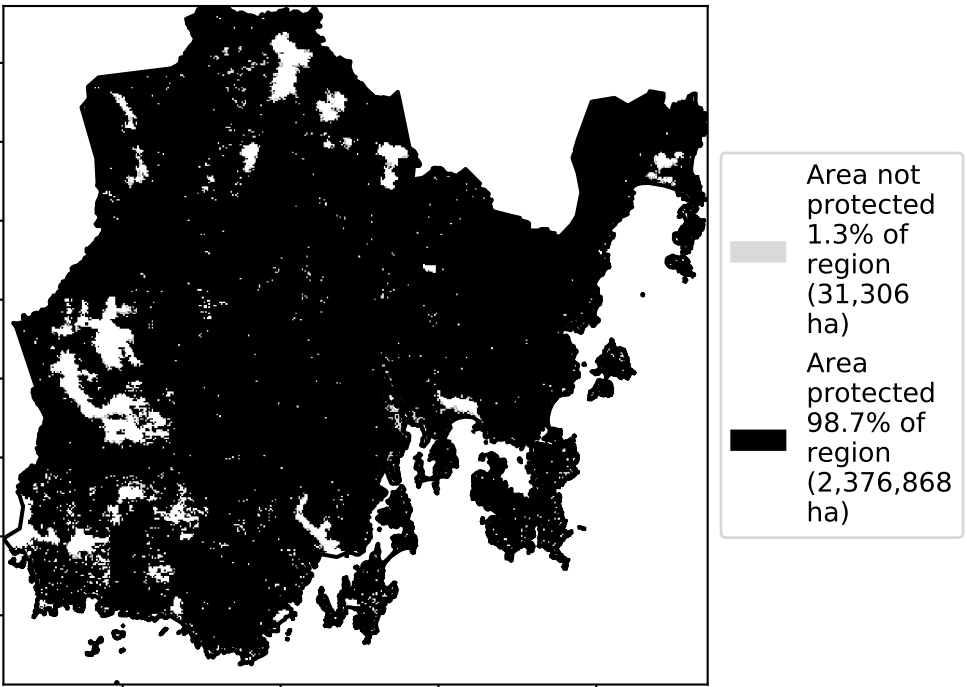 Area not
protected
1.3% of
region
(31,306
ha)
Area
protected
98.7% of
region
(2,376,868
ha)